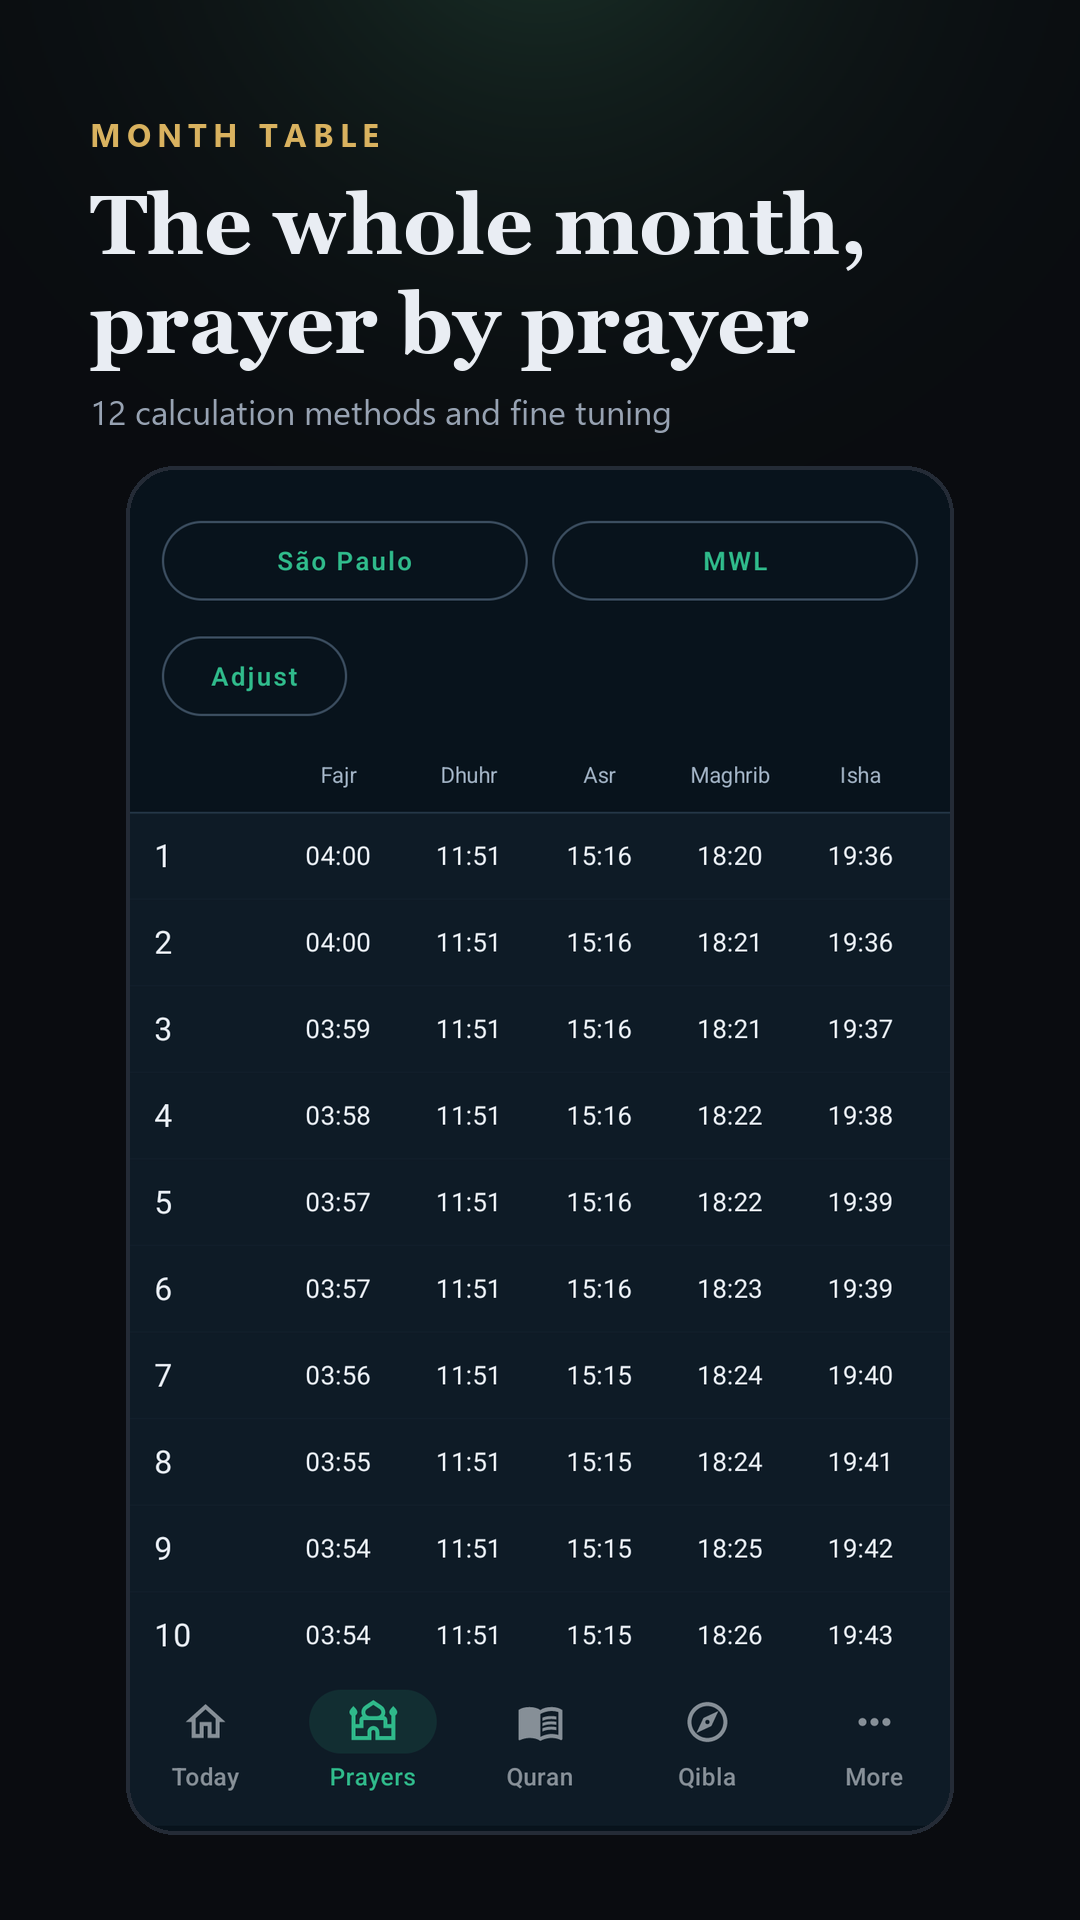 MONTH TABLE
The whole month,
prayer by prayer
12 calculation methods and fine tuning
São Paulo MWL
Adjust
Fajr Dhuhr Asr Maghrib Isha
1 04:00 11:51 15:16 18:20 19:36
2 04:00 11:51 15:16 18:21 19:36
3 03:59 11:51 15:16 18:21 19:37
4 03:58 11:51 15:16 18:22 19:38
5 03:57 11:51 15:16 18:22 19:39
6 03:57 11:51 15:16 18:23 19:39
7 03:56 11:51 15:15 18:24 19:40
8 03:55 11:51 15:15 18:24 19:41
9 03:54 11:51 15:15 18:25 19:42
10 03:54 11:51 15:15 18:26 19:43
Today Prayers Quran Qibla More